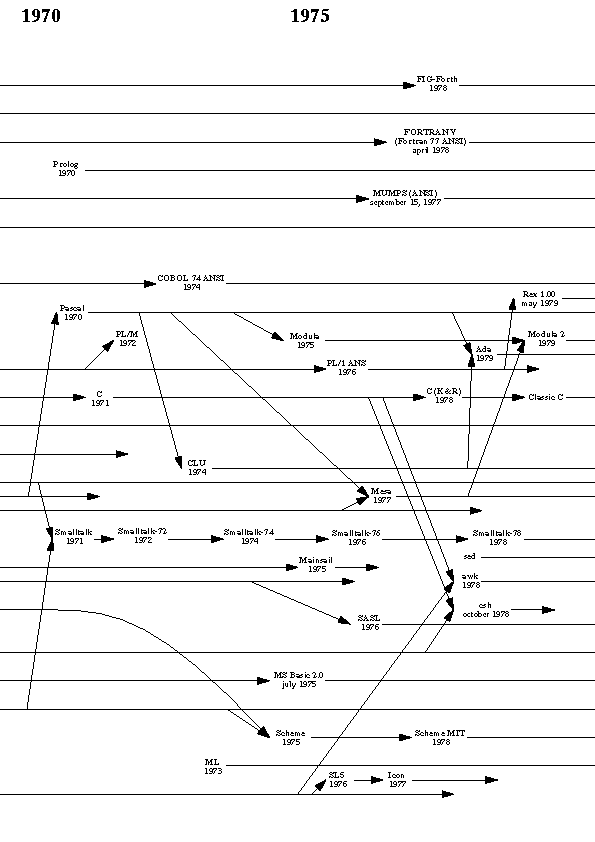 1970
1975
FIG-Forth
1978
FORTRAN V
(Fortran 77 ANSI)
april 1978
Prolog
1970
MUMPS (ANSI)
september 15, 1977
COBOL 74 ANSI
1974
Rex 1.00
may 1979
Pascal
1970
PL/M
1972
Modula
1975
Modula 2
1979
Ada
1979
PL/1 ANS
1976
C
1971
C (K&R)
1978
Classic C
CLU
1974
Mesa
1977
Smalltalk
1971
Smalltalk-72
1972
Smalltalk-74
1974
Smalltalk-76
1976
Smalltalk-78
1978
sed
Mainsail
1975
awk
1978
csh
october 1978
SASL
1976
MS Basic 2.0
july 1975
Scheme
1975
Scheme MIT
1978
ML
1973
SL5
1976
Icon
1977